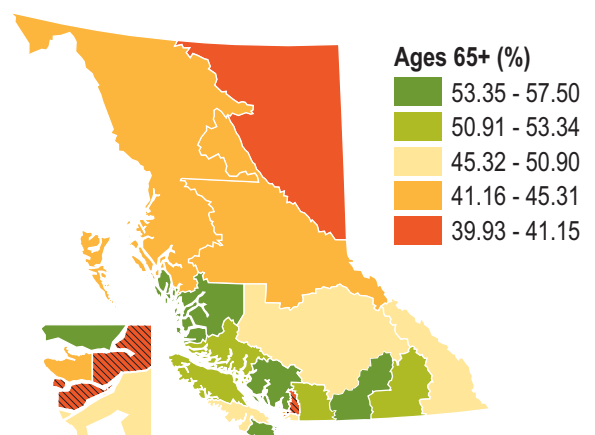 Ages 65+ (%)
53.35 - 57.50
50.91 - 53.34
45.32 - 50.90
41.16 - 45.31
39.93 - 41.15